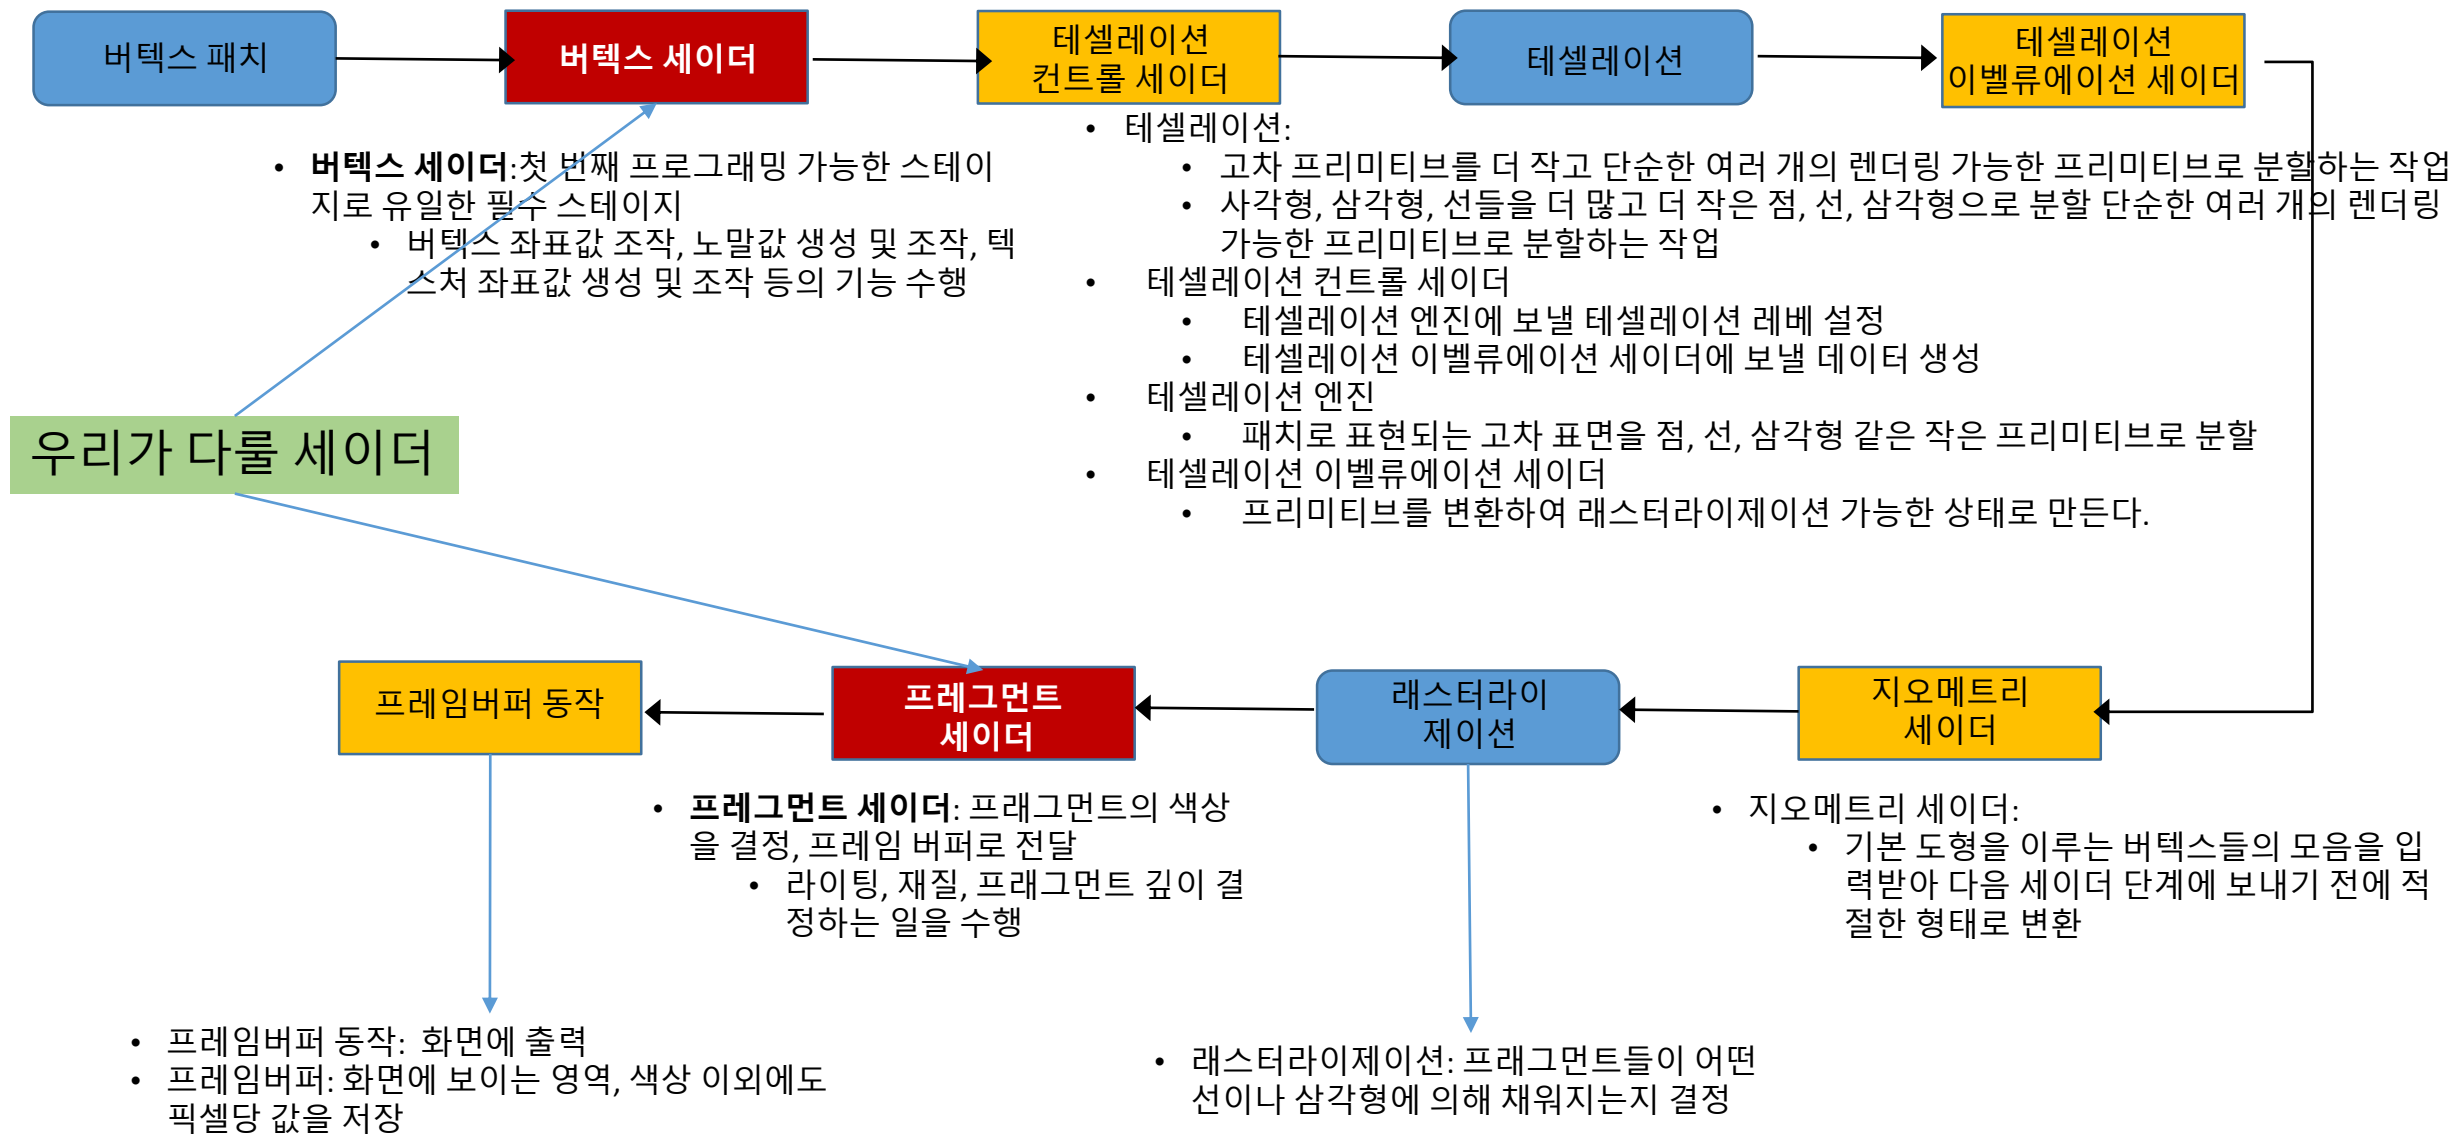 버텍스 패치
버텍스 세이더
테셀레이션
컨트롤 세이더
테셀레이션
테셀레이션
이벨류에이션 세이더
• 버텍스 세이더:첫 번째 프로그래밍 가능한 스테이
지로 유일한 필수 스테이지
• 버텍스 좌표값 조작, 노말값 생성 및 조작, 텍
스처 좌표값 생성 및 조작 등의 기능 수행
• 테셀레이션:
• 고차 프리미티브를 더 작고 단순한 여러 개의 렌더링 가능한 프리미티브로 분할하는 작업
• 사각형, 삼각형, 선들을 더 많고 더 작은 점, 선, 삼각형으로 분할 단순한 여러 개의 렌더링
가능한 프리미티브로 분할하는 작업
• 테셀레이션 컨트롤 세이더
• 테셀레이션 엔진에 보낼 테셀레이션 레베 설정
• 테셀레이션 이벨류에이션 세이더에 보낼 데이터 생성
• 테셀레이션 엔진
• 패치로 표현되는 고차 표면을 점, 선, 삼각형 같은 작은 프리미티브로 분할
• 테셀레이션 이벨류에이션 세이더
• 프리미티브를 변환하여 래스터라이제이션 가능한 상태로 만든다.
우리가 다룰 세이더
프레임버퍼 동작
프레그먼트
세이더
래스터라이
제이션
지오메트리
세이더
• 프레그먼트 세이더: 프래그먼트의 색상
을 결정, 프레임 버퍼로 전달
• 라이팅, 재질, 프래그먼트 깊이 결
정하는 일을 수행
• 지오메트리 세이더:
• 기본 도형을 이루는 버텍스들의 모음을 입
력받아 다음 세이더 단계에 보내기 전에 적
절한 형태로 변환
• 프레임버퍼 동작: 화면에 출력
• 프레임버퍼: 화면에 보이는 영역, 색상 이외에도
픽셀당 값을 저장
• 래스터라이제이션: 프래그먼트들이 어떤
선이나 삼각형에 의해 채워지는지 결정